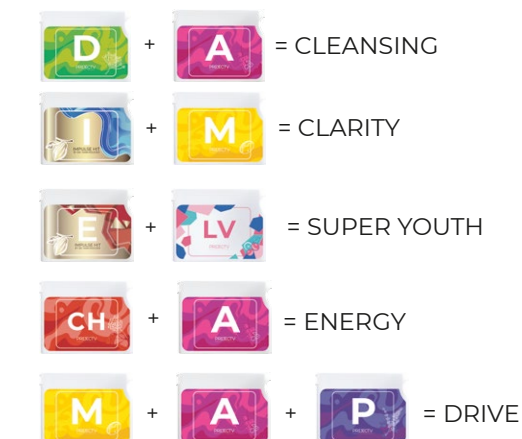 D + A = CLEANSING
I + M = CLARITY
E + LV = SUPER YOUTH
CH + A = ENERGY
M + A + P = DRIVE